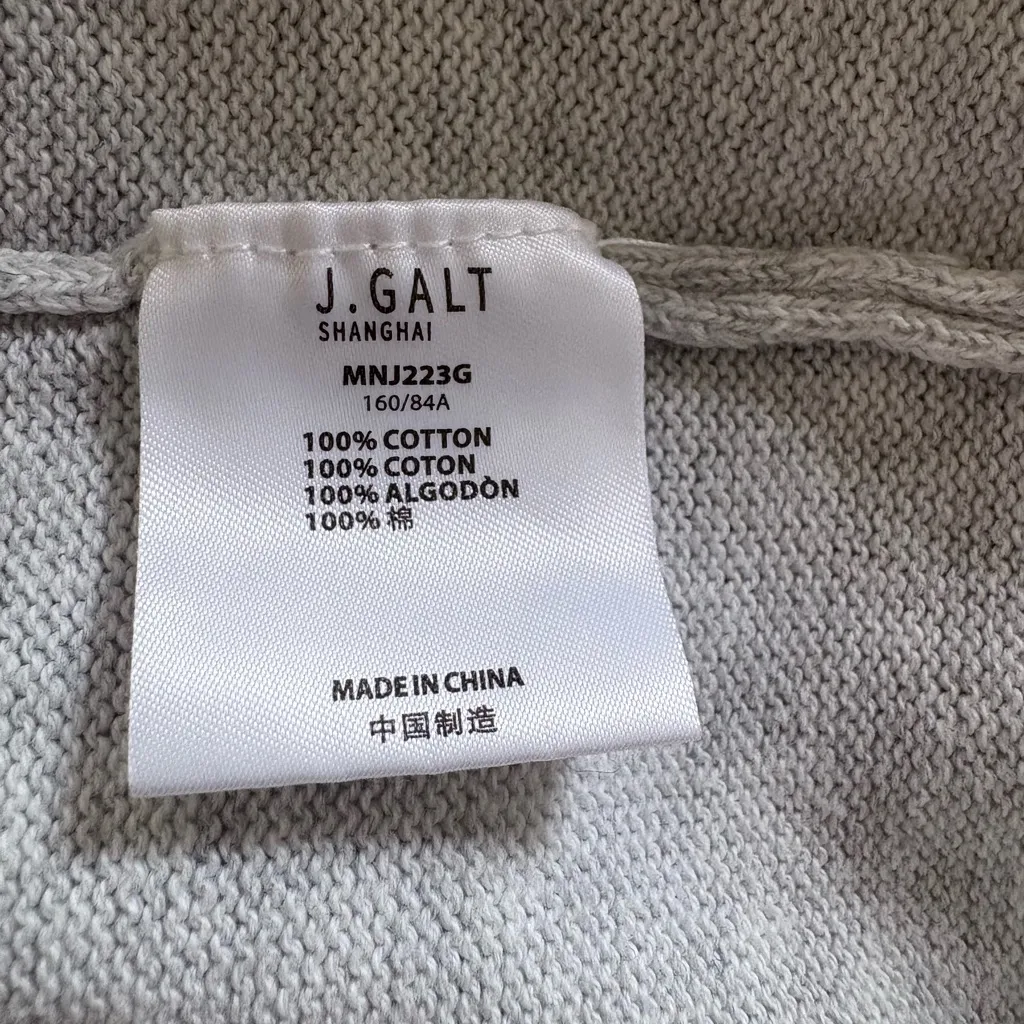 J.GALT
SHANGHAI
MNJ223G
160/84A
100% COTTON
100% COTON
100% ALGODÒN
100% 棉
MADE IN CHINA
中国制造